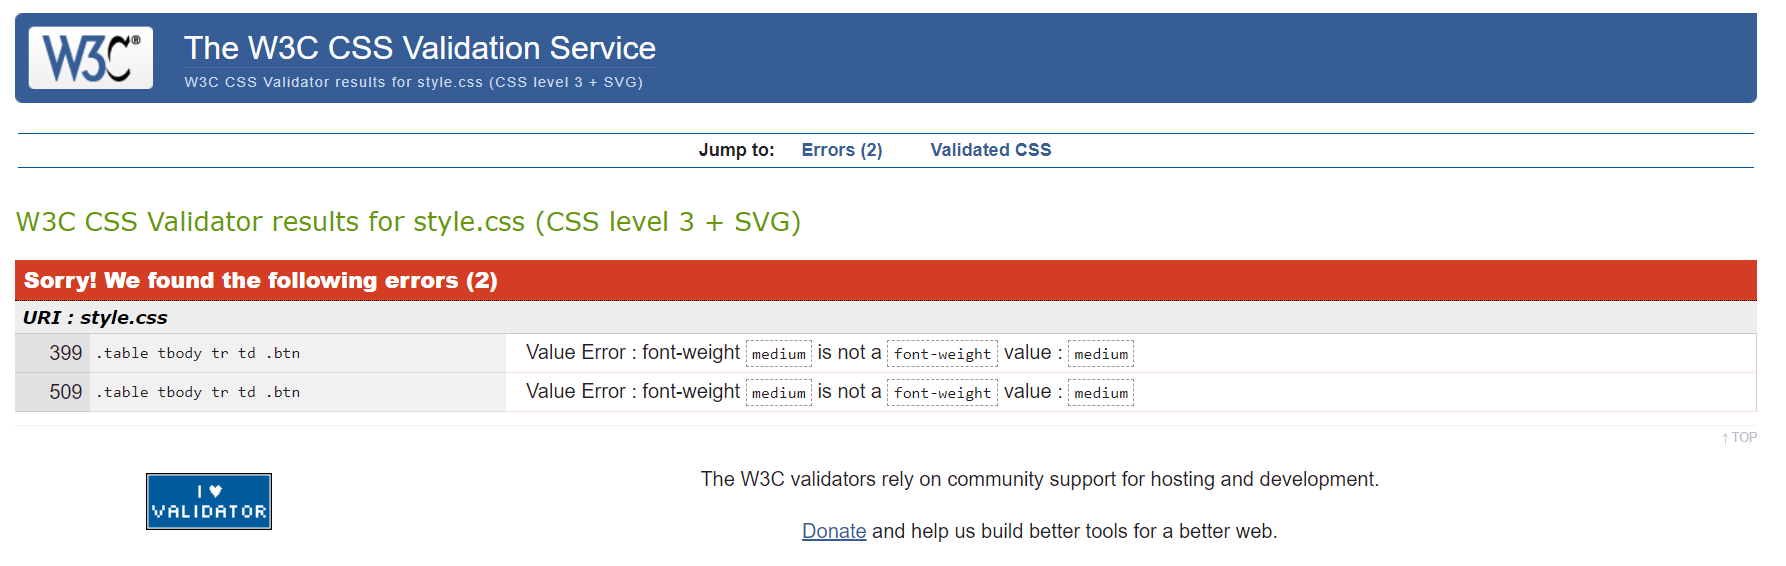 W3C®
The W3C CSS Validation Service
W3C CSS Validator results for style.css (CSS level 3 + SVG)
Jump to: Errors (2) Validated CSS
W3C CSS Validator results for style.css (CSS level 3 + SVG)
Sorry! We found the following errors (2)
URI : style.css
399 .table tbody tr td .btn Value Error : font-weight medium is not a font-weight value : medium
509 .table tbody tr td .btn Value Error : font-weight medium is not a font-weight value : medium
↑ TOP
I ♥
VALIDATOR
The W3C validators rely on community support for hosting and development.
Donate and help us build better tools for a better web.